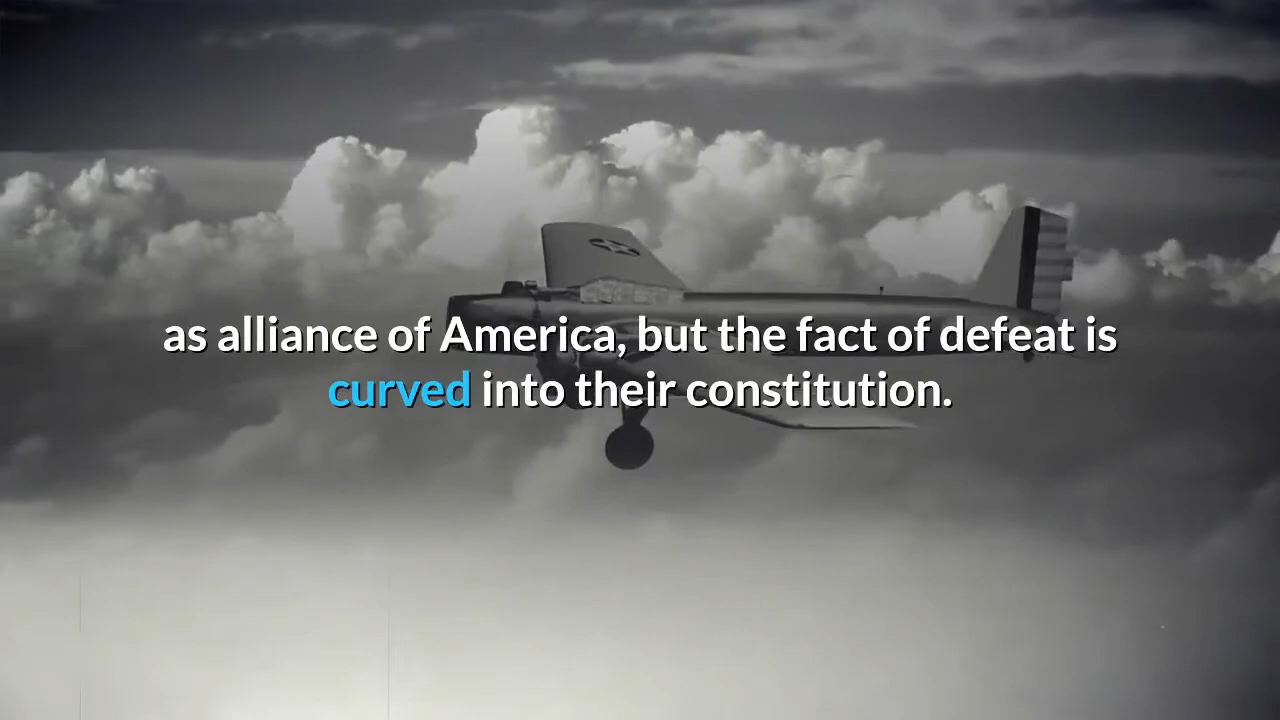 as alliance of America, but the fact of defeat is
curved into their constitution.